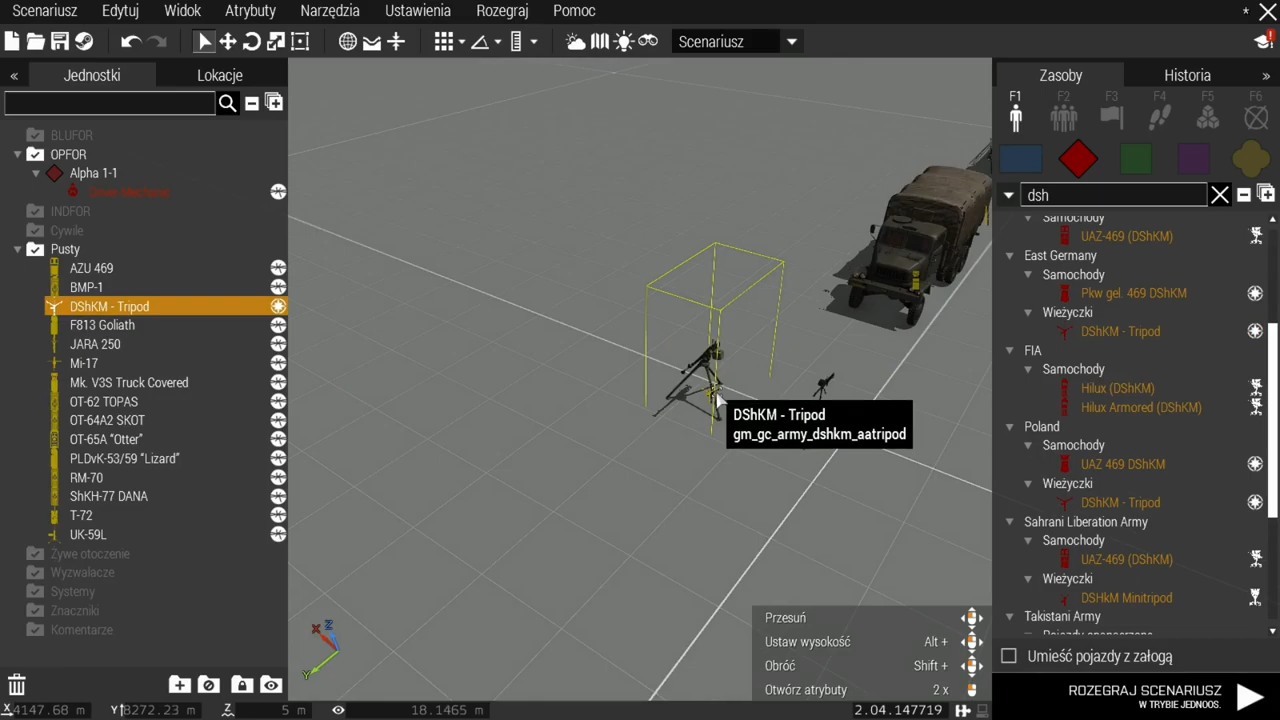 Scenariusz Edytuj Widok Atrybuty Narzędzia Ustawienia Rozegraj Pomoc
*
Scenariusz
Jednostki Lokacje
BLUFOR
OPFOR
Alpha 1-1
INDFOR
Cywile
Pusty
AZU 469
BMP-1
DShKM - Tripod
F813 Goliath
JARA 250
Mi-17
Mk. V3S Truck Covered
OT-62 TOPAS
OT-64A2 SKOT
OT-65A "Otter"
PLDvK-53/59 "Lizard"
RM-70
ShKH-77 DANA
T-72
UK-59L
Żywe otoczenie
Wyzwalacze
Systemy
Znaczniki
Komentarze
DShKM - Tripod
gm_gc_army_dshkm_aatripod
Przesuń
Ustaw wysokość Alt +
Obróć Shift +
Otwórz atrybuty 2 x
Zasoby Historia
F1 F2 F3 F4 F5 F6
dsh
Samochody
UAZ-469 (DShKM)
East Germany
Samochody
Pkw gel. 469 DShKM
Wieżyczki
DShKM - Tripod
FIA
Samochody
Hilux (DShKM)
Hilux Armored (DShKM)
Poland
Samochody
UAZ 469 DShKM
Wieżyczki
DShKM - Tripod
Sahrani Liberation Army
Samochody
UAZ-469 (DShKM)
Wieżyczki
DSHkM Minitripod
Takistani Army
Umieść pojazdy z załogą
ROZEGRAJ SCENARIUSZ
W TRYBIE JEDNOOS.
X 4147.68 m Y 8272.23 m Z 5 m 18.1465 m 2.04.147719
X Z Y